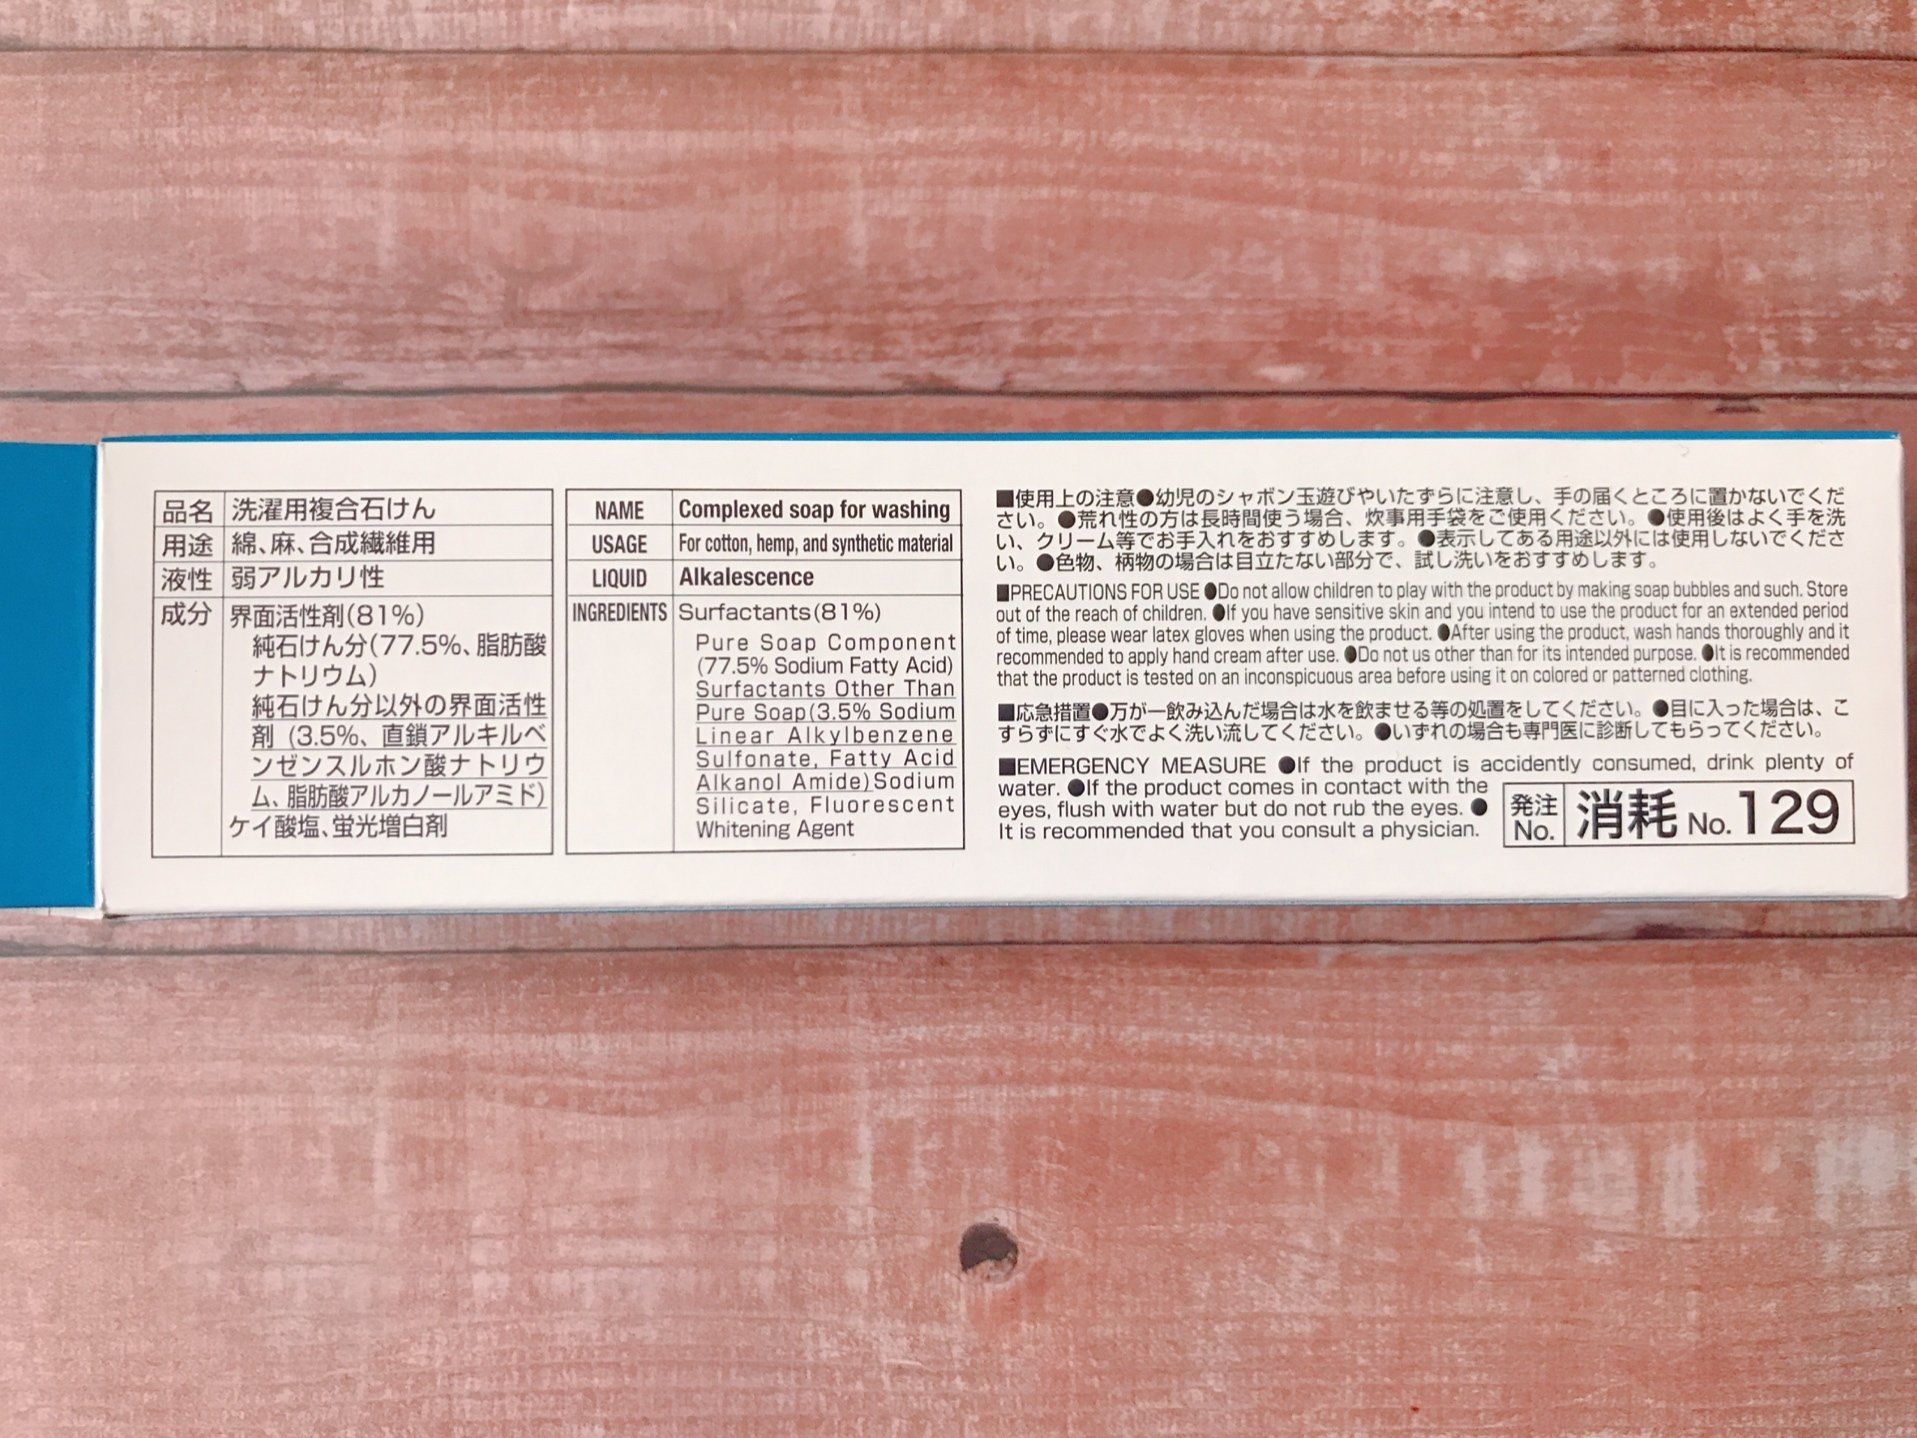 品名 洗濯用複合石けん
用途 綿、麻、合成繊維用
液性 弱アルカリ性
成分 界面活性剤(81%)
純石けん分(77.5%、脂肪酸
ナトリウム)
純石けん分以外の界面活性
剤 (3.5%、直鎖アルキルベ
ンゼンスルホン酸ナトリウ
ム、脂肪酸アルカノールアミド)
ケイ酸塩、蛍光増白剤
NAME Complexed soap for washing
USAGE For cotton, hemp, and synthetic material
LIQUID Alkalescence
INGREDIENTS Surfactants(81%)
Pure Soap Component
(77.5% Sodium Fatty Acid)
Surfactants Other Than
Pure Soap(3.5% Sodium
Linear Alkylbenzene
Sulfonate, Fatty Acid
Alkanol Amide)Sodium
Silicate, Fluorescent
Whitening Agent
■使用上の注意●幼児のシャボン玉遊びやいたずらに注意し、手の届くところに置かないでくだ
さい。●荒れ性の方は長時間使う場合、炊事用手袋をご使用ください。●使用後はよく手を洗
い、クリーム等でお手入れをおすすめします。●表示してある用途以外には使用しないでくださ
い。●色物、柄物の場合は目立たない部分で、試し洗いをおすすめします。
■PRECAUTIONS FOR USE ●Do not allow children to play with the product by making soap bubbles and such. Store
out of the reach of children. ●If you have sensitive skin and you intend to use the product for an extended period
of time, please wear latex gloves when using the product. ●After using the product, wash hands thoroughly and it
recommended to apply hand cream after use. ●Do not us other than for its intended purpose. ●It is recommended
that the product is tested on an inconspicuous area before using it on colored or patterned clothing.
■応急措置●万が一飲み込んだ場合は水を飲ませる等の処置をしてください。●目に入った場合は、こ
すらずにすぐ水でよく洗い流してください。●いずれの場合も専門医に診断してもらってください。
■EMERGENCY MEASURE ●If the product is accidently consumed, drink plenty of
water. ●If the product comes in contact with the
eyes, flush with water but do not rub the eyes. ●
It is recommended that you consult a physician.
発注No. 消耗 No.129